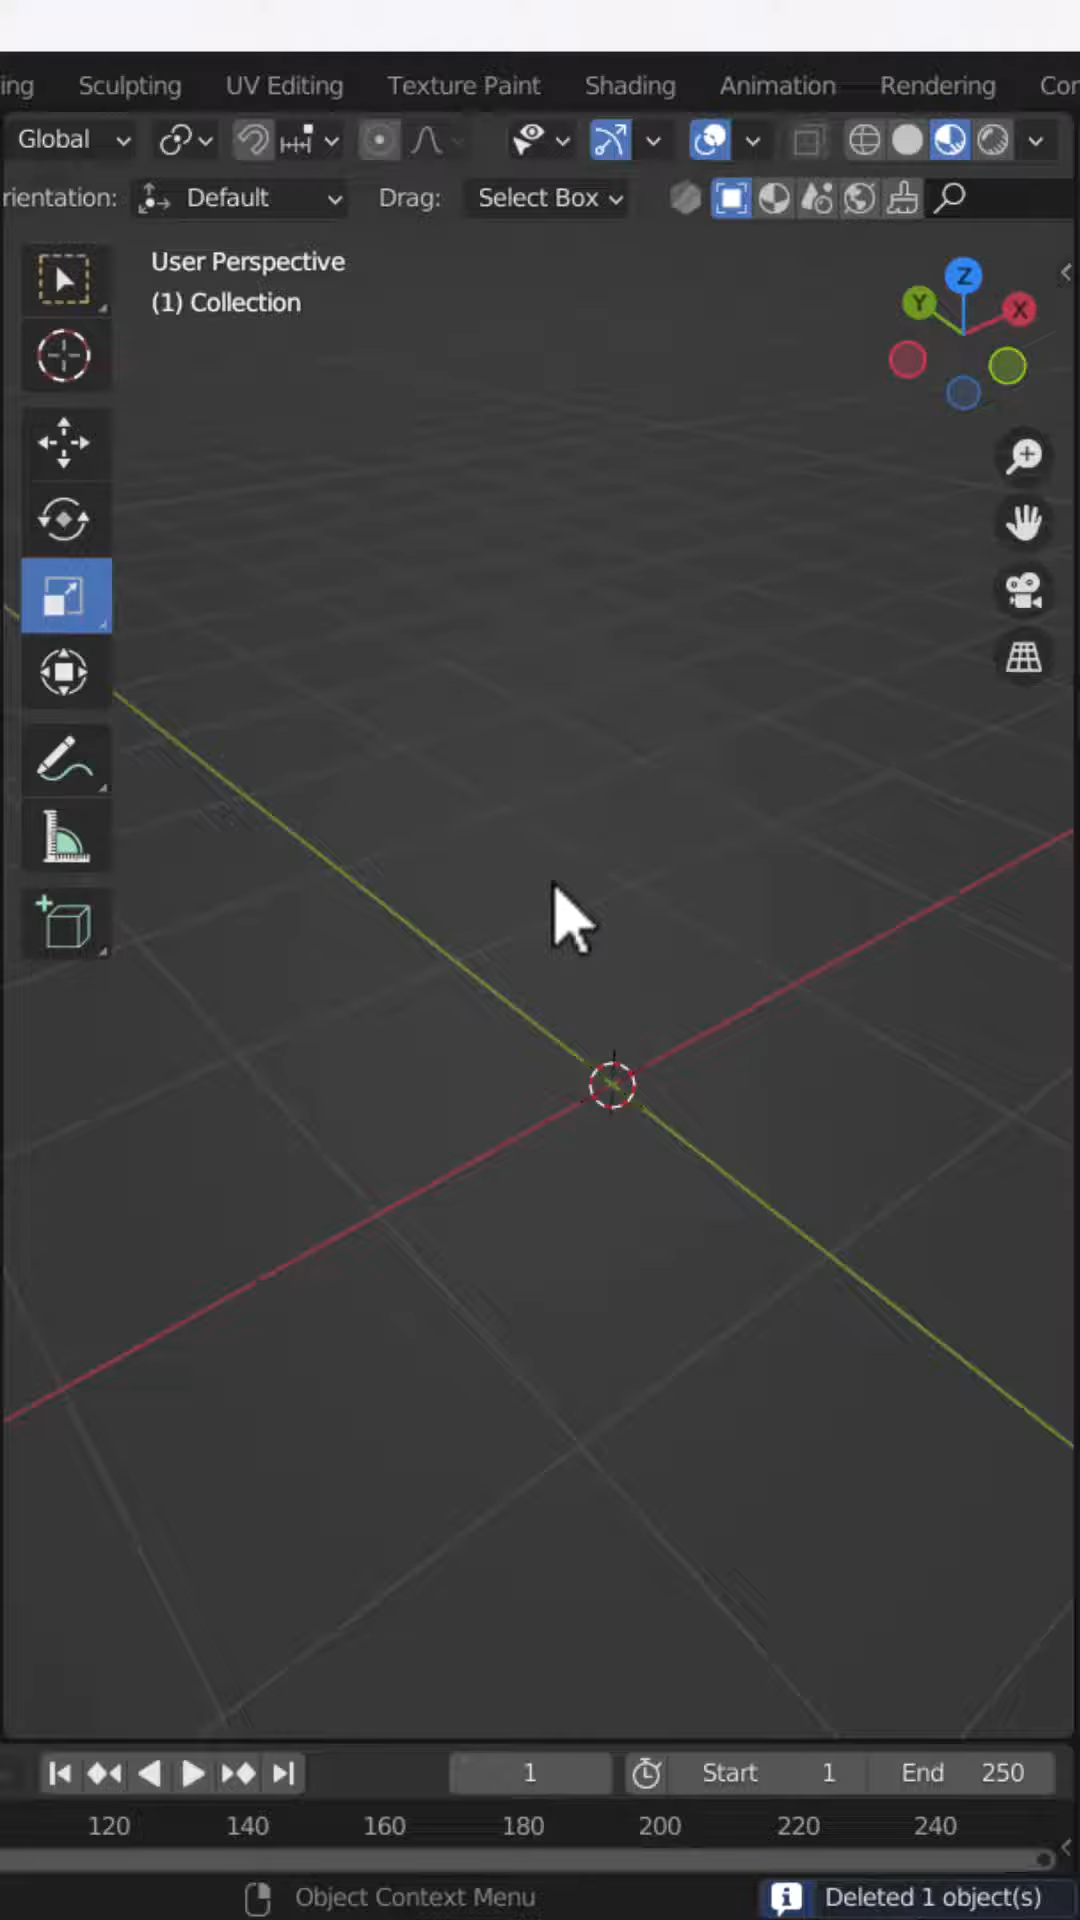 ing Sculpting UV Editing Texture Paint Shading Animation Rendering Cor
Global
rientation: Default Drag: Select Box
User Perspective
(1) Collection
Z
Y X
1 Start 1 End 250
120 140 160 180 200 220 240
Object Context Menu Deleted 1 object(s)